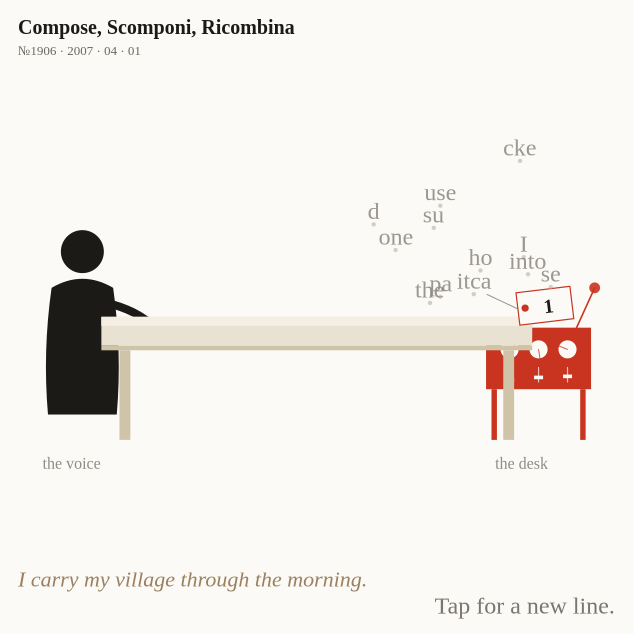 Compose, Scomponi, Ricombina
№1906 · 2007 · 04 · 01
cke
use
d
su
one
I
ho
into
itca
se
the
pa
1
the voice
the desk
I carry my village through the morning.
Tap for a new line.